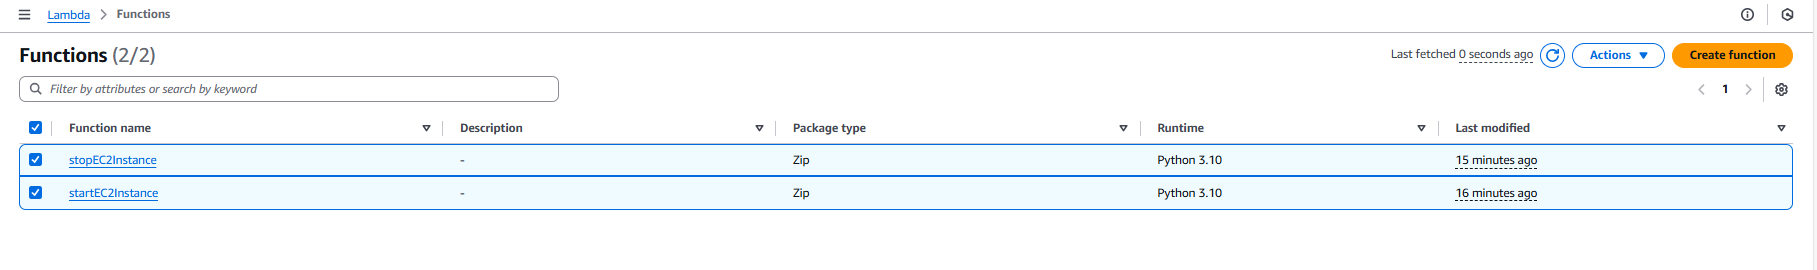 Lambda > Functions
Functions (2/2)
Last fetched 0 seconds ago Actions Create function
Filter by attributes or search by keyword
1
Function name Description Package type Runtime Last modified
stopEC2Instance - Zip Python 3.10 15 minutes ago
startEC2Instance - Zip Python 3.10 16 minutes ago